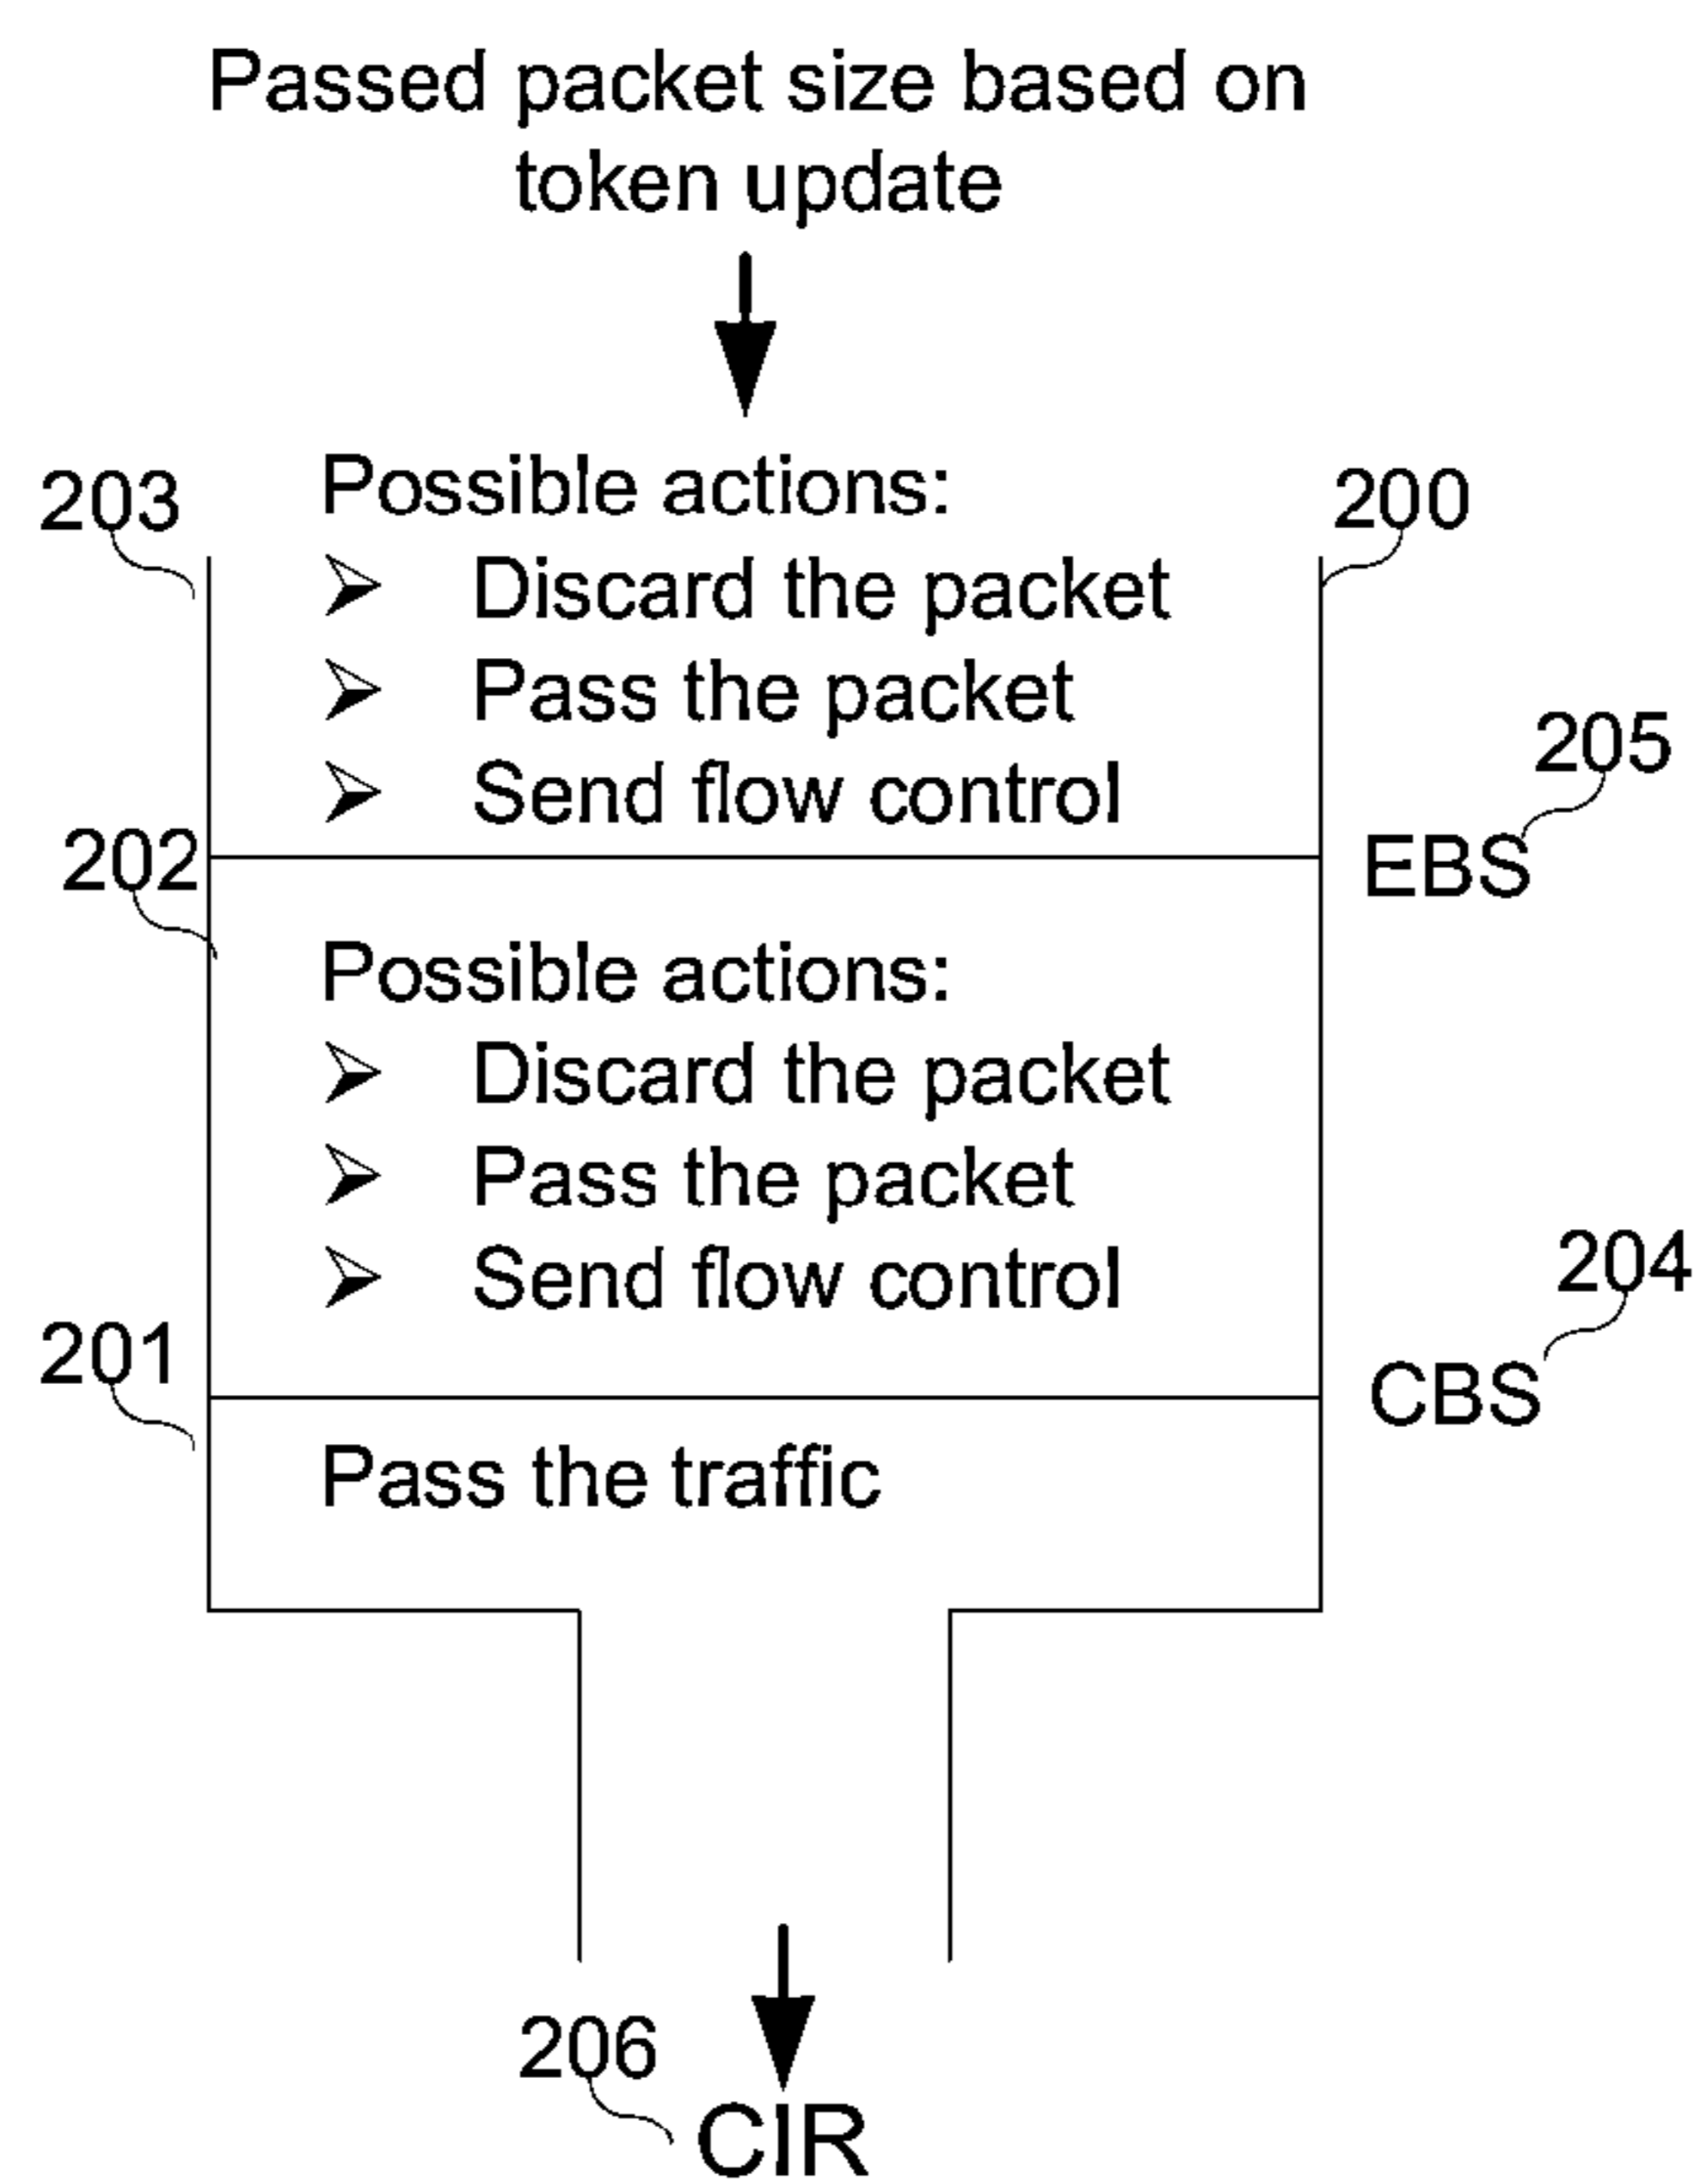 Passed packet size based on
token update
203
Possible actions:
200
➢ Discard the packet
➢ Pass the packet
205
➢ Send flow control
202
EBS
Possible actions:
➢ Discard the packet
➢ Pass the packet
204
➢ Send flow control
201
CBS
Pass the traffic
206
CIR